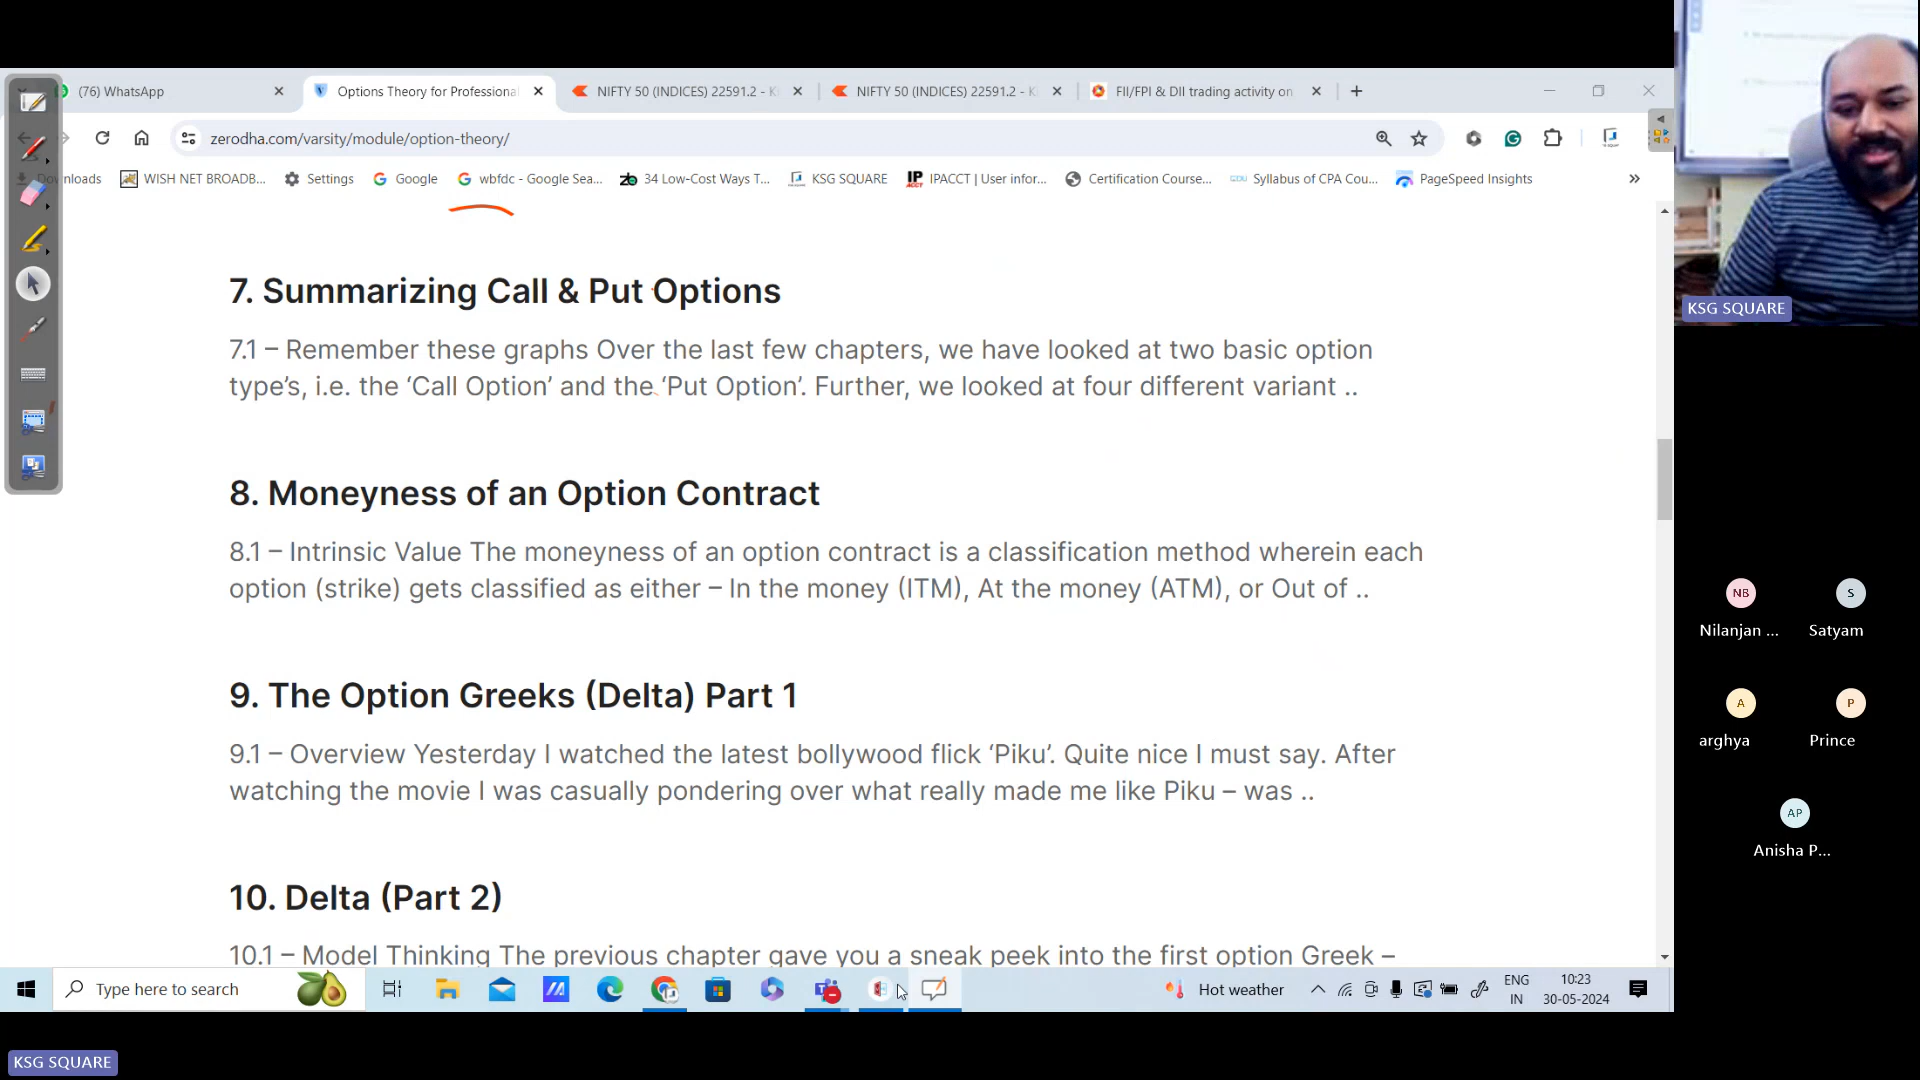 (76) WhatsApp
Options Theory for Professiona
NIFTY 50 (INDICES) 22591.2 - K
NIFTY 50 (INDICES) 22591.2 - K
FII/FPI & DII trading activity on
zerodha.com/varsity/module/option-theory/
nloads
WISH NET BROADB...
Settings
Google
wbfdc - Google Sea...
34 Low-Cost Ways T...
KSG SQUARE
IPACCT | User infor...
Certification Course...
Syllabus of CPA Cou...
PageSpeed Insights
7. Summarizing Call & Put Options
7.1 – Remember these graphs Over the last few chapters, we have looked at two basic option
type’s, i.e. the ‘Call Option’ and the ‘Put Option’. Further, we looked at four different variant ..
8. Moneyness of an Option Contract
8.1 – Intrinsic Value The moneyness of an option contract is a classification method wherein each
option (strike) gets classified as either – In the money (ITM), At the money (ATM), or Out of ..
9. The Option Greeks (Delta) Part 1
9.1 – Overview Yesterday I watched the latest bollywood flick ‘Piku’. Quite nice I must say. After
watching the movie I was casually pondering over what really made me like Piku – was ..
10. Delta (Part 2)
10.1 – Model Thinking The previous chapter gave you a sneak peek into the first option Greek –
Type here to search
Hot weather
ENG
IN
10:23
30-05-2024
KSG SQUARE
NB
Nilanjan ...
S
Satyam
A
arghya
P
Prince
AP
Anisha P...
KSG SQUARE